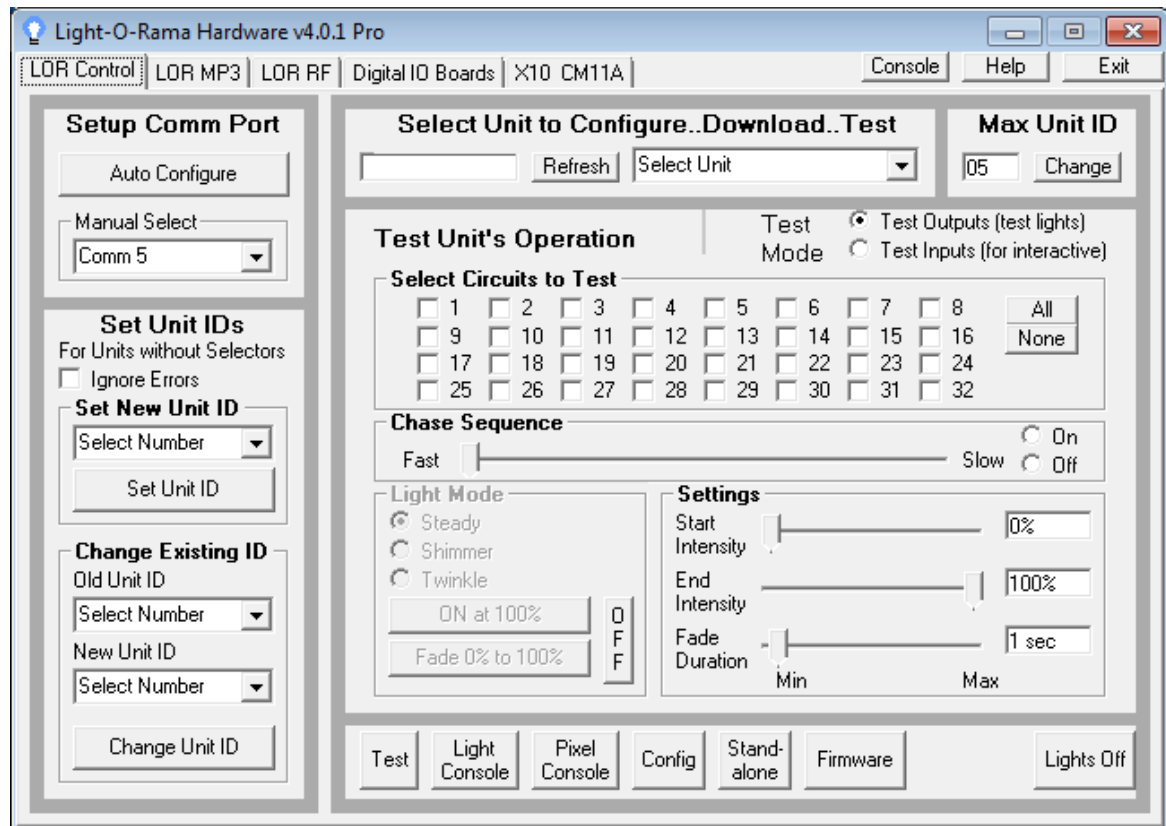 Light-O-Rama Hardware v4.0.1 Pro
LOR Control LOR MP3 LOR RF Digital IO Boards X10 CM11A Console Help Exit
Setup Comm Port
Auto Configure
Manual Select
Comm 5
Set Unit IDs
For Units without Selectors
Ignore Errors
Set New Unit ID
Select Number
Set Unit ID
Change Existing ID
Old Unit ID
Select Number
New Unit ID
Select Number
Change Unit ID
Select Unit to Configure..Download..Test
Refresh Select Unit
Max Unit ID
05 Change
Test Unit's Operation
Test Mode
Test Outputs (test lights)
Test Inputs (for interactive)
Select Circuits to Test
1 2 3 4 5 6 7 8 All
9 10 11 12 13 14 15 16 None
17 18 19 20 21 22 23 24
25 26 27 28 29 30 31 32
Chase Sequence
Fast Slow
On
Off
Light Mode
Steady
Shimmer
Twinkle
ON at 100%
Fade 0% to 100%
OFF
Settings
Start Intensity 0%
End Intensity 100%
Fade Duration 1 sec
Min Max
Test
Light Console
Pixel Console
Config
Stand-alone
Firmware
Lights Off